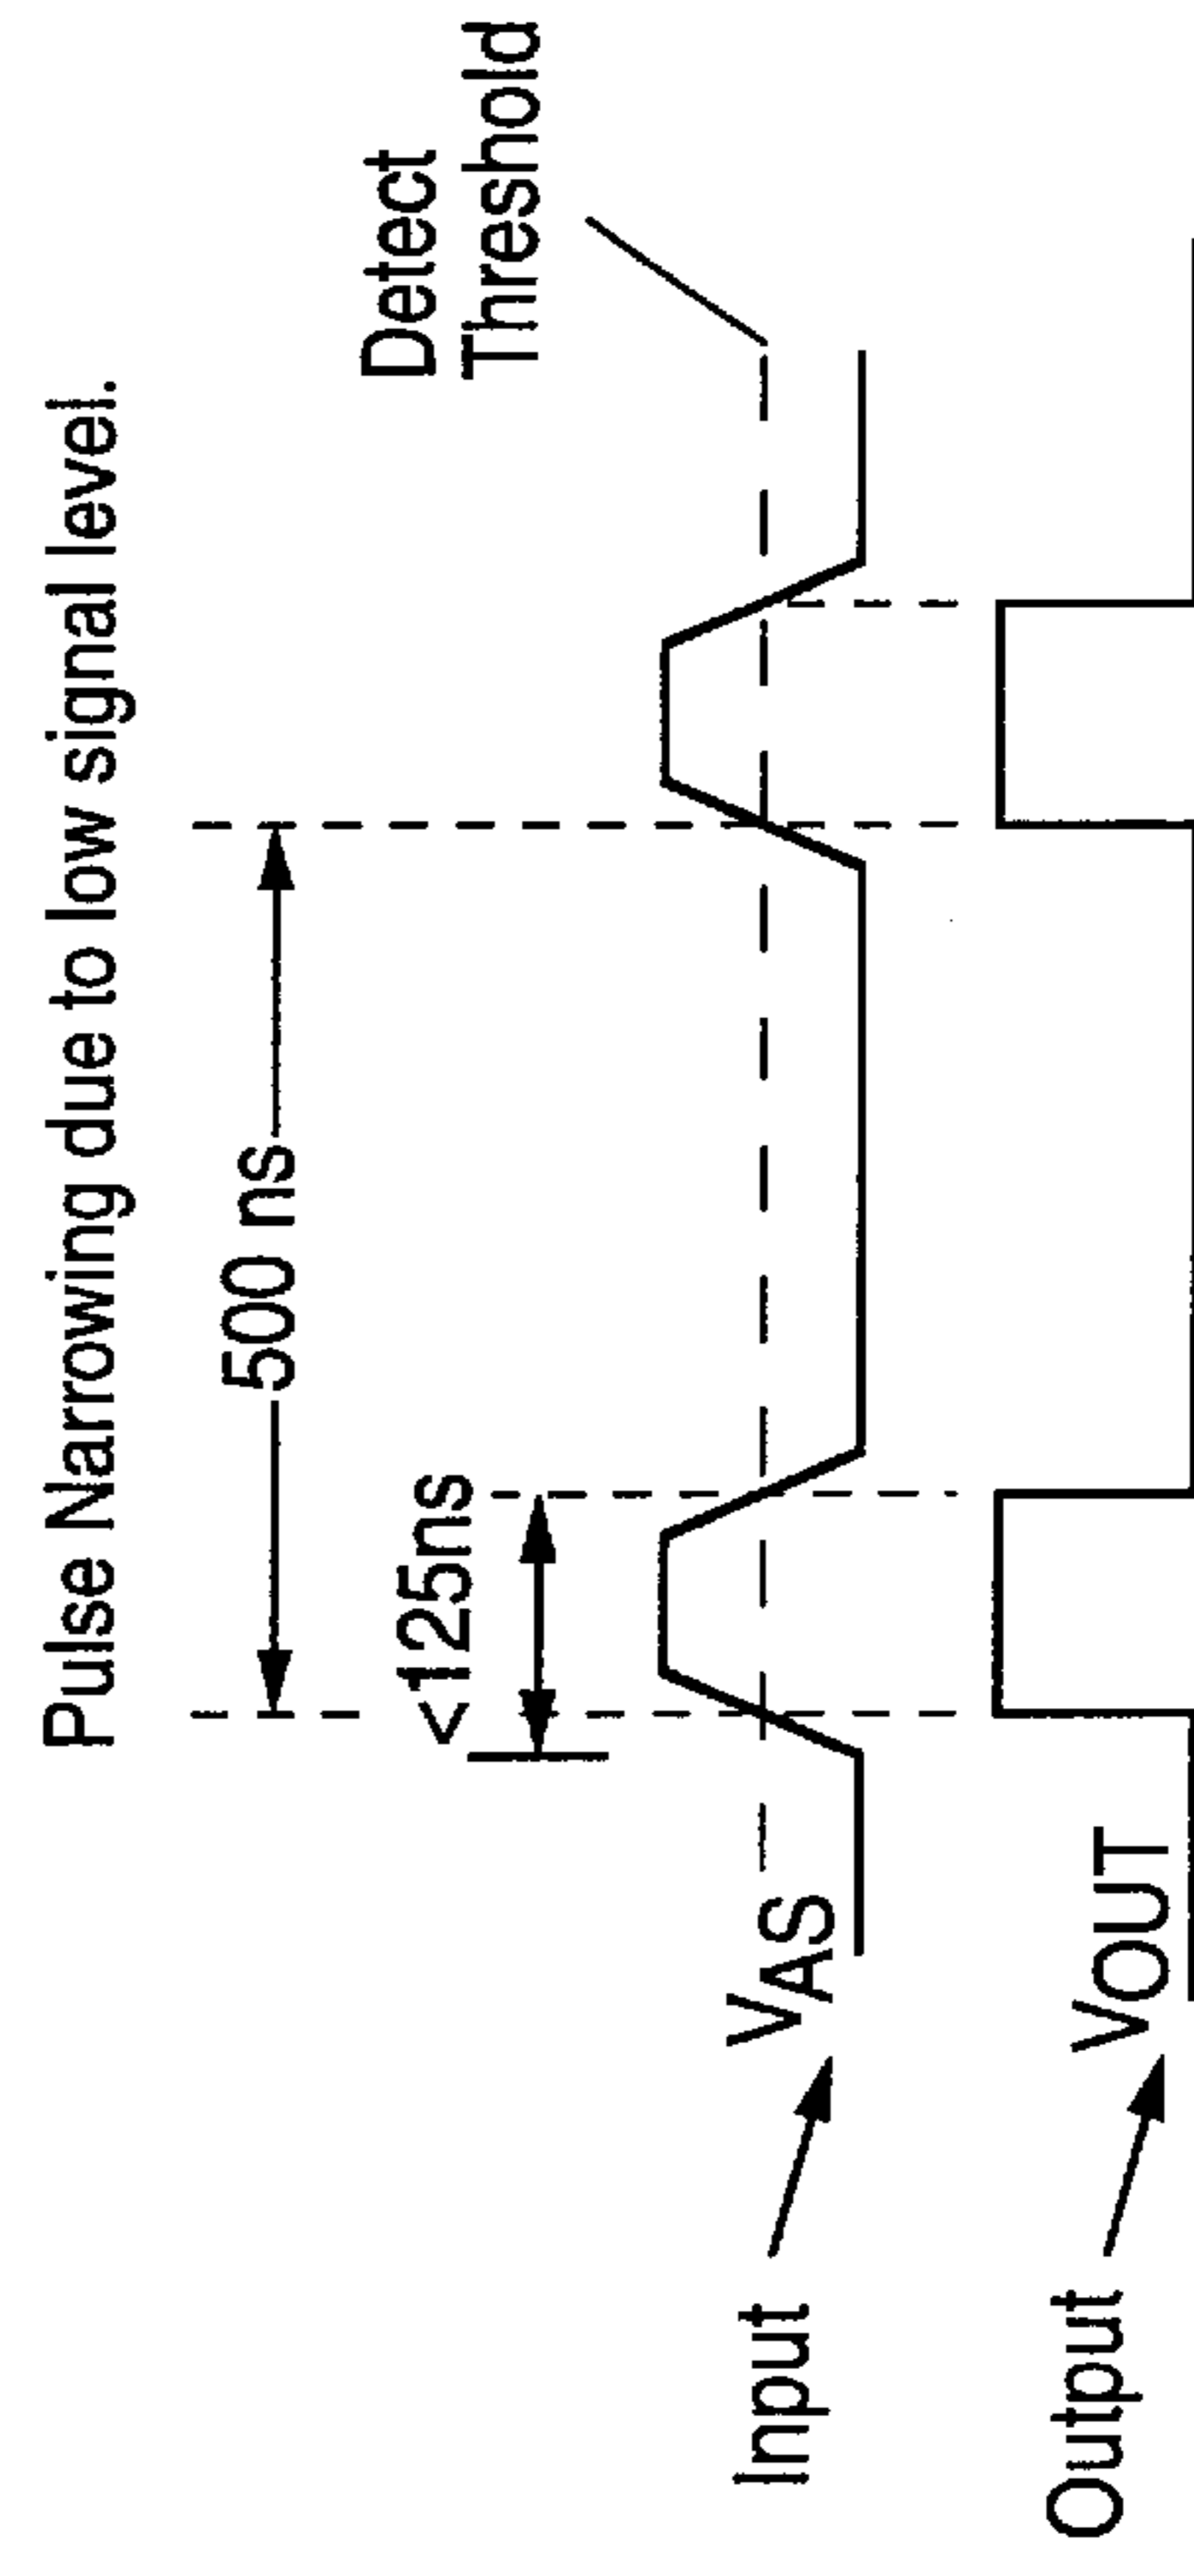 Pulse Narrowing due to low signal level.
500 ns
<125ns
Detect
Threshold
Input
VAS
Output
VOUT